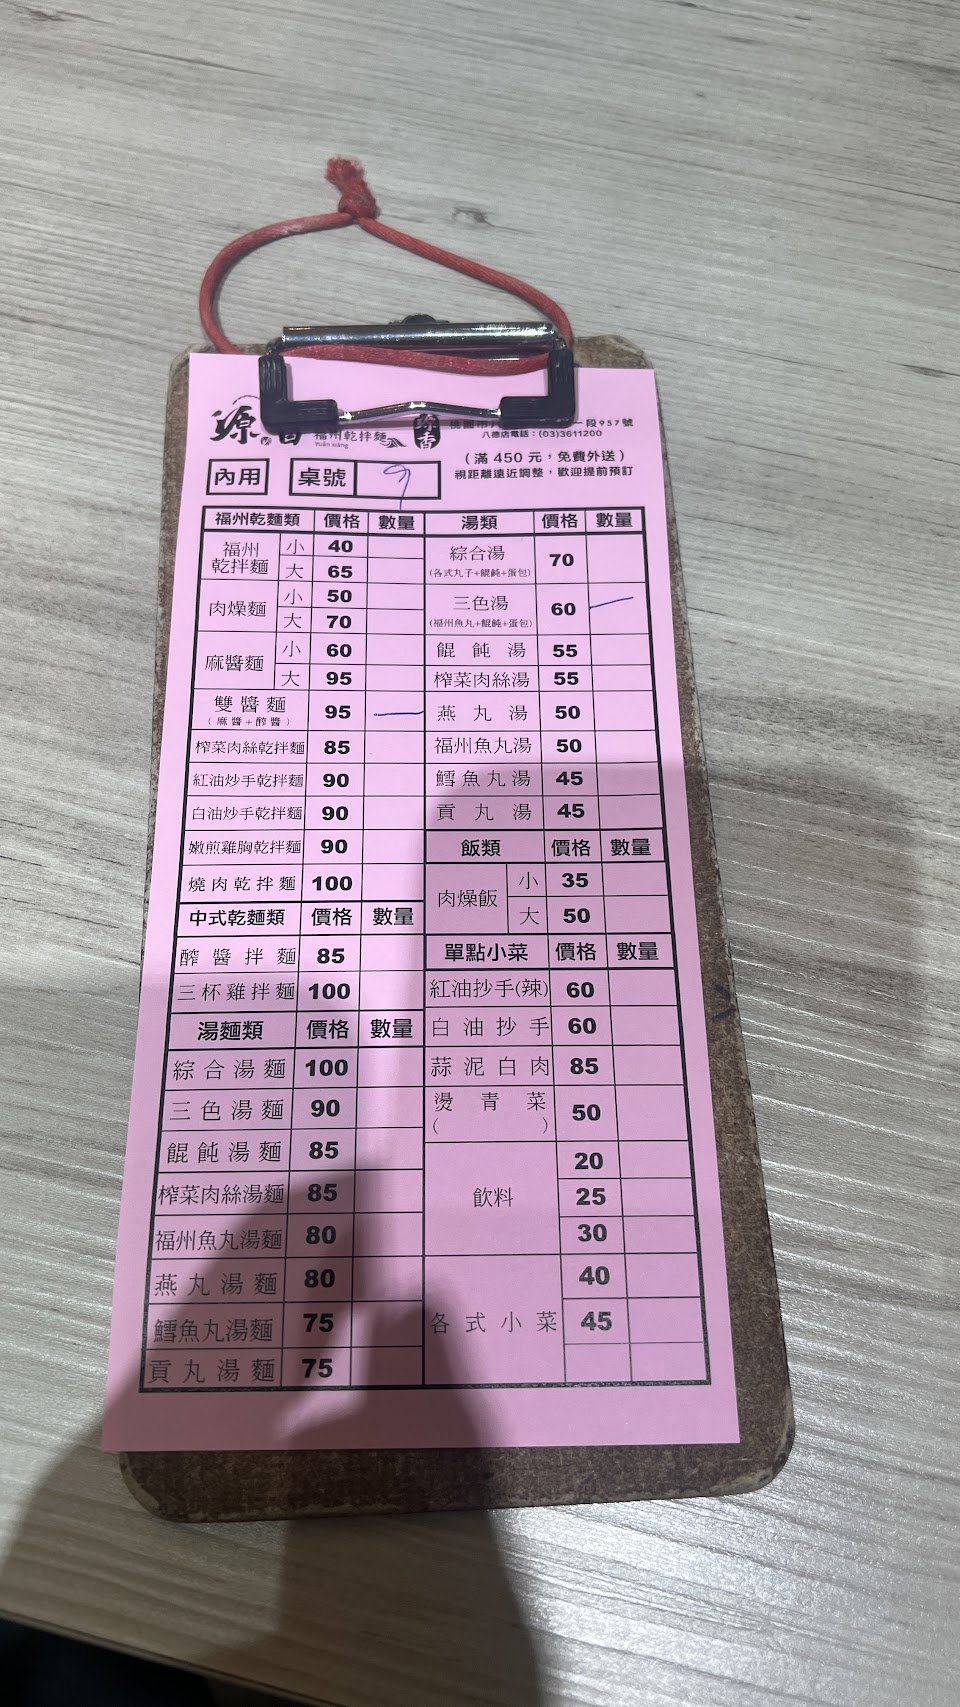 源香
福州乾拌麵
Yuán xiāng
源香
一段957號
八德店電話：(03)3611200
(滿 450 元，免費外送)
視距離遠近調整，歡迎提前預訂
內用 桌號 9
福州乾麵類 價格 數量
福州乾拌麵 小 40
大 65
肉燥麵 小 50
大 70
麻醬麵 小 60
大 95
雙醬麵 95 一
(麻醬+醡醬)
榨菜肉絲乾拌麵 85
紅油炒手乾拌麵 90
白油炒手乾拌麵 90
嫩煎雞胸乾拌麵 90
燒肉乾拌麵 100
中式乾麵類 價格 數量
醡醬拌麵 85
三杯雞拌麵 100
湯麵類 價格 數量
綜合湯麵 100
三色湯麵 90
餛飩湯麵 85
榨菜肉絲湯麵 85
福州魚丸湯麵 80
燕丸湯麵 80
鱈魚丸湯麵 75
貢丸湯麵 75
湯類 價格 數量
綜合湯 70
(各式丸子+餛飩+蛋包)
三色湯 60 一
(福州魚丸+餛飩+蛋包)
餛飩湯 55
榨菜肉絲湯 55
燕丸湯 50
福州魚丸湯 50
鱈魚丸湯 45
貢丸湯 45
飯類 價格 數量
肉燥飯 小 35
大 50
單點小菜 價格 數量
紅油抄手(辣) 60
白油抄手 60
蒜泥白肉 85
燙青菜 50
( )
飲料 20
25
30
各式小菜 40
45